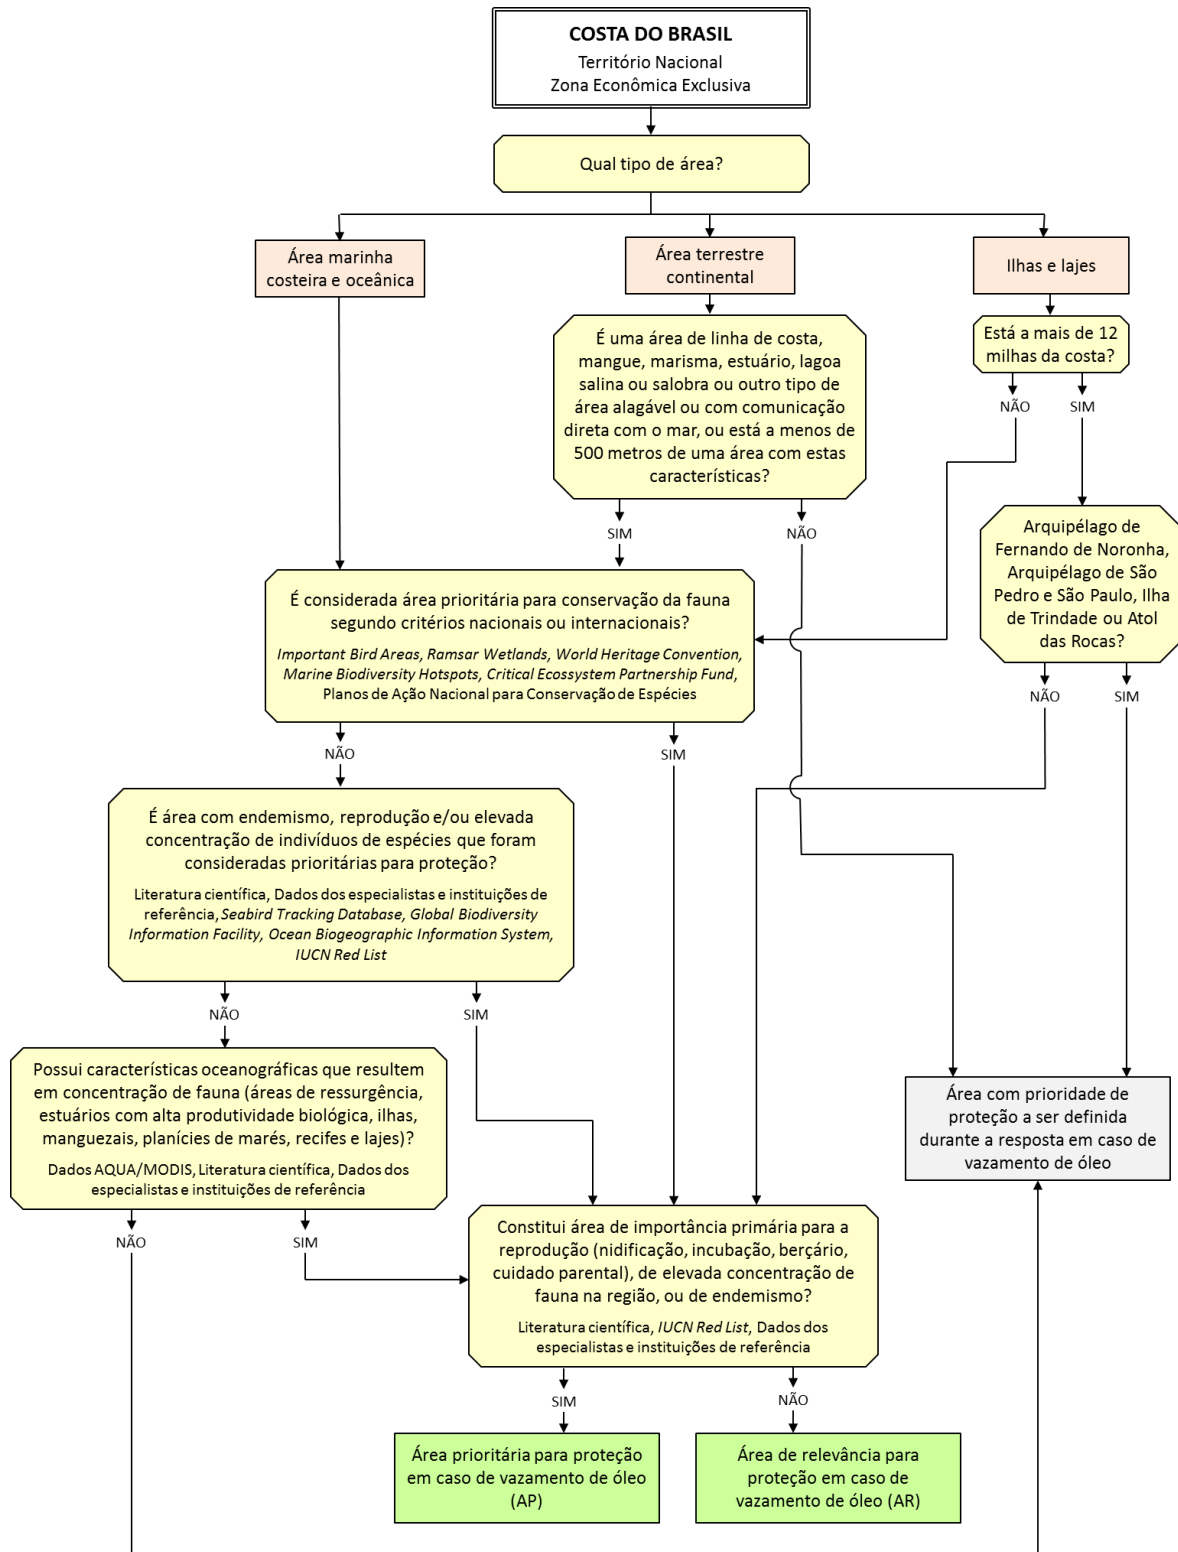 COSTA DO BRASIL
Território Nacional
Zona Econômica Exclusiva
Qual tipo de área?
Área marinha
costeira e oceânica
Área terrestre
continental
Ilhas e lajes
É uma área de linha de costa,
mangue, marisma, estuário, lagoa
salina ou salobra ou outro tipo de
área alagável ou com comunicação
direta com o mar, ou está a menos de
500 metros de uma área com estas
características?
Está a mais de 12
milhas da costa?
NÃO
SIM
SIM
NÃO
Arquipélago de
Fernando de Noronha,
Arquipélago de São
Pedro e São Paulo, Ilha
de Trindade ou Atol
das Rocas?
NÃO
SIM
É considerada área prioritária para conservação da fauna
segundo critérios nacionais ou internacionais?
Important Bird Areas, Ramsar Wetlands, World Heritage Convention,
Marine Biodiversity Hotspots, Critical Ecosystem Partnership Fund,
Planos de Ação Nacional para Conservação de Espécies
NÃO
SIM
É área com endemismo, reprodução e/ou elevada
concentração de indivíduos de espécies que foram
consideradas prioritárias para proteção?
Literatura científica, Dados dos especialistas e instituições de
referência, Seabird Tracking Database, Global Biodiversity
Information Facility, Ocean Biogeographic Information System,
IUCN Red List
NÃO
SIM
Possui características oceanográficas que resultem
em concentração de fauna (áreas de ressurgência,
estuários com alta produtividade biológica, ilhas,
manguezais, planícies de marés, recifes e lajes)?
Dados AQUA/MODIS, Literatura científica, Dados dos
especialistas e instituições de referência
NÃO
SIM
Área com prioridade de
proteção a ser definida
durante a resposta em caso de
vazamento de óleo
Constitui área de importância primária para a
reprodução (nidificação, incubação, berçário,
cuidado parental), de elevada concentração de
fauna na região, ou de endemismo?
Literatura científica, IUCN Red List, Dados dos
especialistas e instituições de referência
SIM
NÃO
Área prioritária para proteção
em caso de vazamento de óleo
(AP)
Área de relevância para
proteção em caso de
vazamento de óleo (AR)